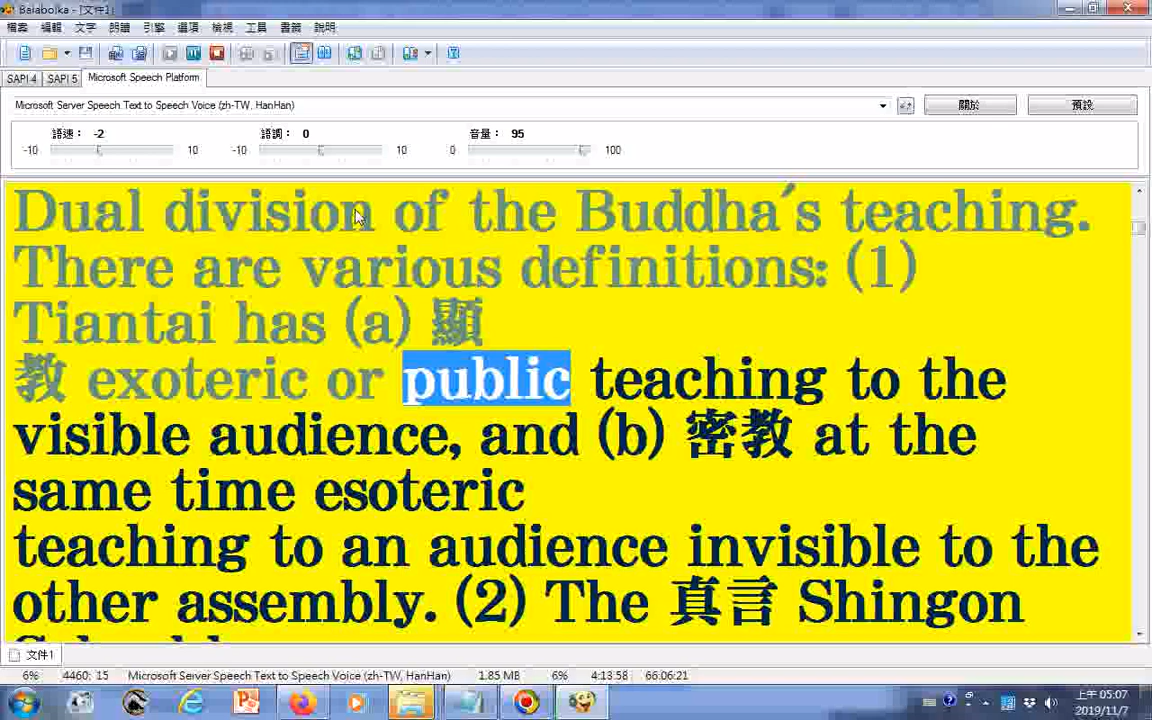 Balabolka - [文件1]
檔案 編輯 文字 朗讀 引擎 選項 檢視 工具 書籤 說明
SAPI 4 SAPI 5 Microsoft Speech Platform
Microsoft Server Speech Text to Speech Voice (zh-TW, HanHan) 關於 預設
語速： -2 語調： 0 音量： 95
-10 10 -10 10 0 100
Dual division of the Buddha´s teaching.
There are various definitions: (1)
Tiantai has (a) 顯
教 exoteric or public teaching to the
visible audience, and (b) 密教 at the
same time esoteric
teaching to an audience invisible to the
other assembly. (2) The 真言 Shingon
文件1
6% 4460; 15 Microsoft Server Speech Text to Speech Voice (zh-TW, HanHan) 1.85 MB 6% 4:13:58 66:06:21
上午 05:07
2019/11/7